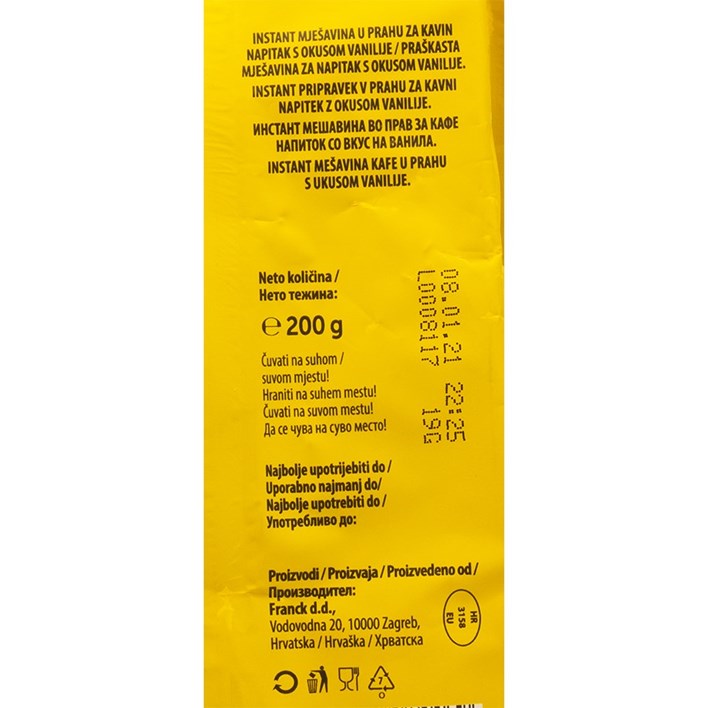 INSTANT MJEŠAVINA U PRAHU ZA KAVIN
NAPITAK S OKUSOM VANILIJE / PRAŠKASTA
MJEŠAVINA ZA NAPITAK S OKUSOM VANILIJE.
INSTANT PRIPRAVEK V PRAHU ZA KAVNI
NAPITEK Z OKUSOM VANILIJE.
ИНСТАНТ МЕШАВИНА ВО ПРАВ ЗА КАФЕ
НАПИТОК СО ВКУС НА ВАНИЛА.
INSTANT MEŠAVINA KAFE U PRAHU
S UKUSOM VANILIJE.
Neto količina /
Нето тежина:
℮ 200 g
Čuvati na suhom /
suvom mjestu!
Hraniti na suhem mestu!
Čuvati na suvom mestu!
Да се чува на суво место!
08.01.21 22:25
L0008117 19G
Najbolje upotrijebiti do /
Uporabno najmanj do/
Najbolje upotrebiti do /
Употребливо до:
Proizvodi / Proizvaja / Proizvedeno od /
Производител:
Franck d.d.,
Vodovodna 20, 10000 Zagreb,
Hrvatska / Hrvaška / Хрватска
HR
3158
EU
7
O